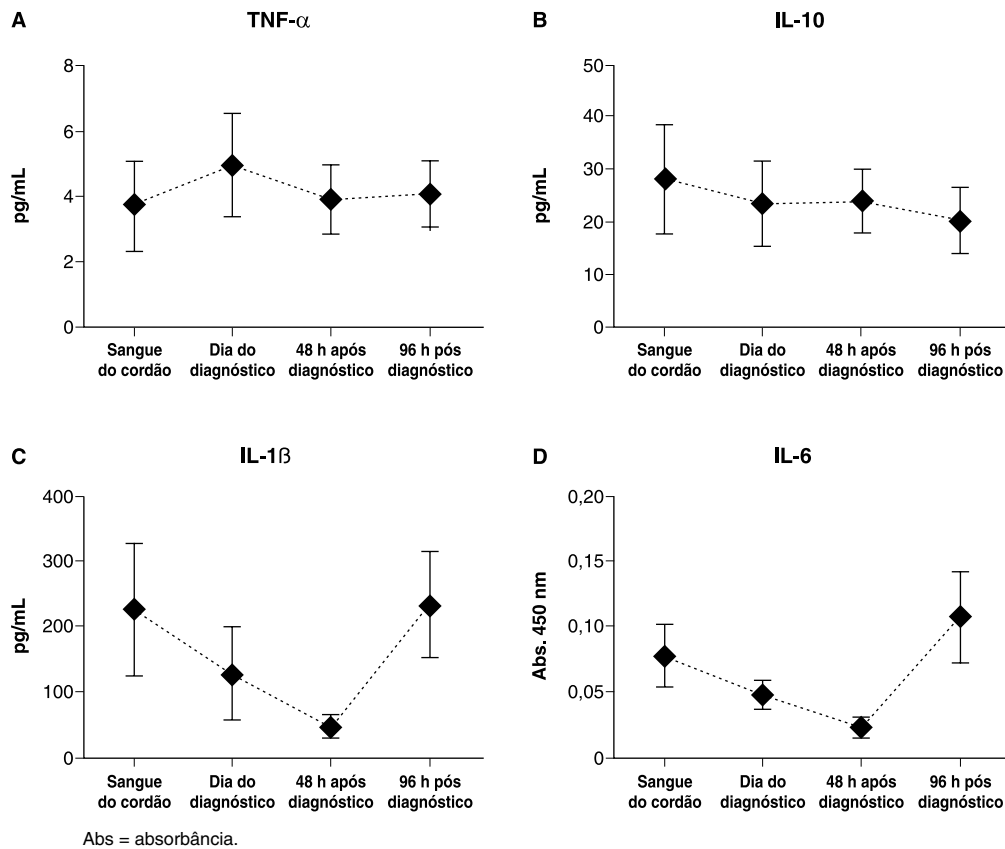 A
TNF-α
pg/mL
8
6
4
2
0
Sangue
do cordão
Dia do
diagnóstico
48 h após
diagnóstico
96 h pós
diagnóstico
B
IL-10
pg/mL
50
40
30
20
10
0
Sangue
do cordão
Dia do
diagnóstico
48 h após
diagnóstico
96 h pós
diagnóstico
C
IL-1ß
pg/mL
400
300
200
100
0
Sangue
do cordão
Dia do
diagnóstico
48 h após
diagnóstico
96 h pós
diagnóstico
D
IL-6
Abs. 450 nm
0,20
0,15
0,10
0,05
0
Sangue
do cordão
Dia do
diagnóstico
48 h após
diagnóstico
96 h pós
diagnóstico
Abs = absorbância.